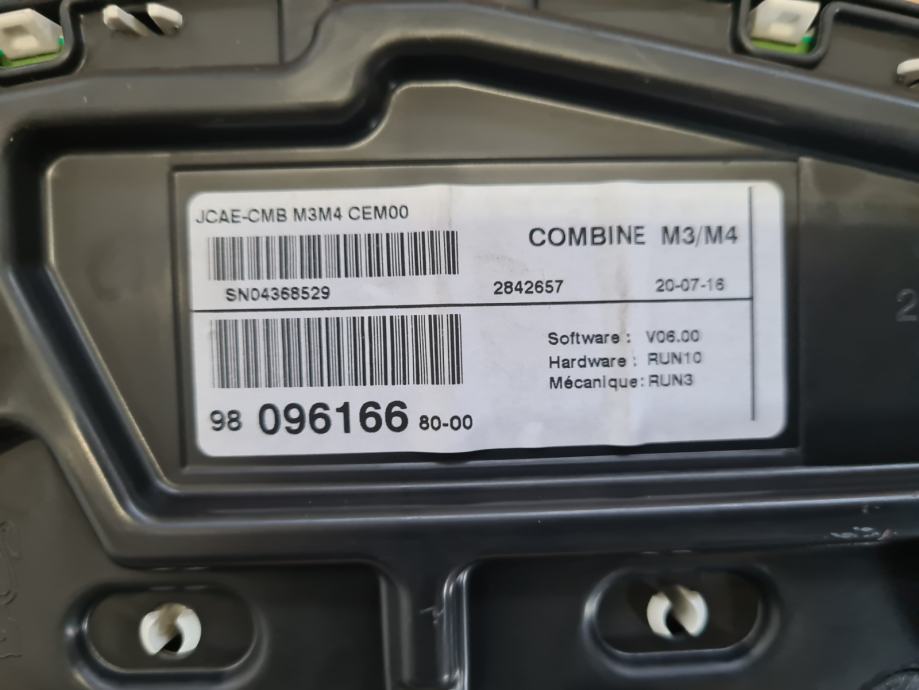 JCAE-CMB M3M4 CEM00
COMBINE M3/M4
SN04368529
2842657
20-07-16
Software : V06.00
Hardware : RUN10
Mécanique: RUN3
98 096166 80-00
2